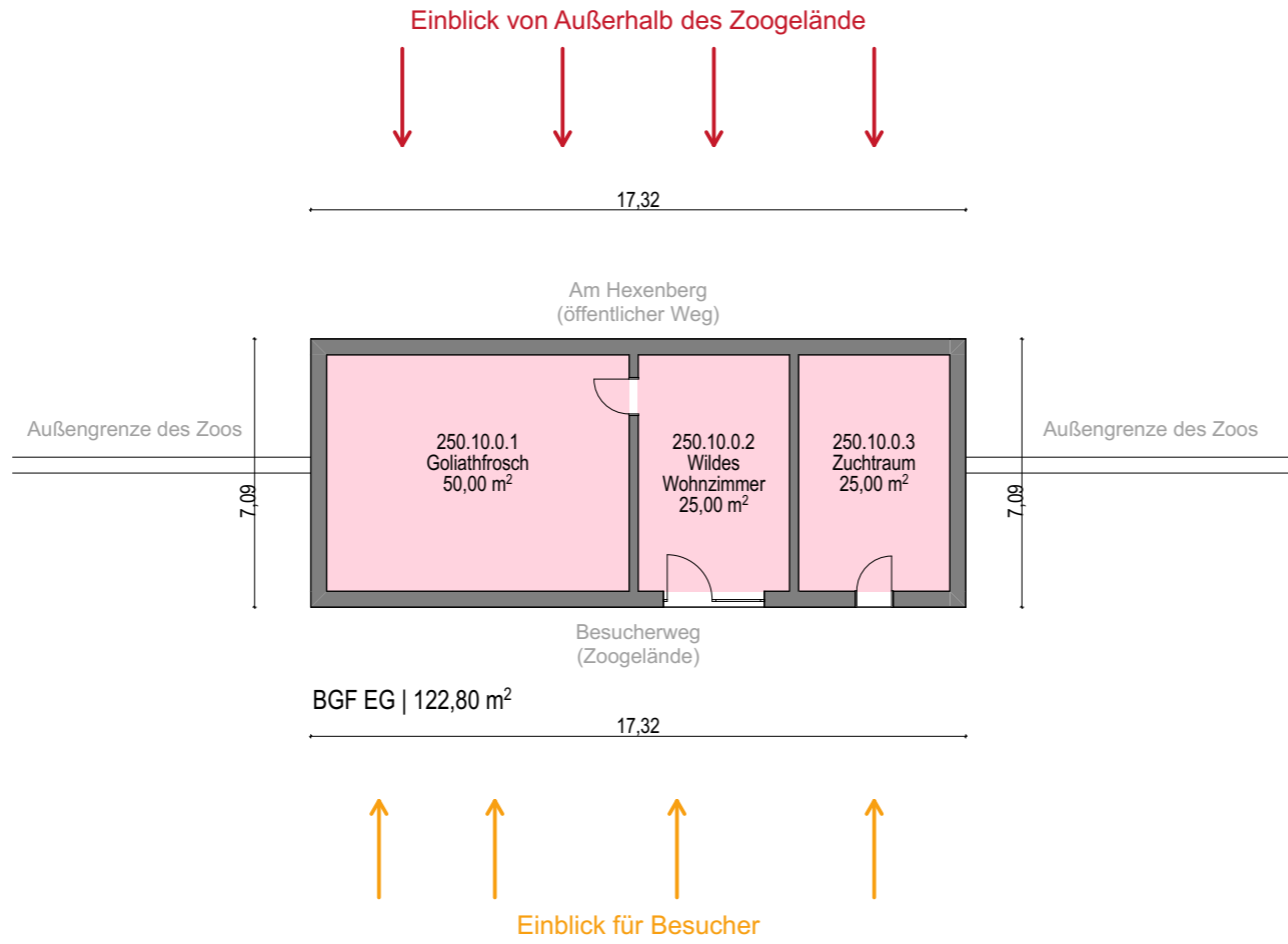 Einblick von Außerhalb des Zoogelände
17,32
Am Hexenberg
(öffentlicher Weg)
Außengrenze des Zoos
Außengrenze des Zoos
7,09
7,09
250.10.0.1
Goliathfrosch
50,00 m²
250.10.0.2
Wildes
Wohnzimmer
25,00 m²
250.10.0.3
Zuchtraum
25,00 m²
Besucherweg
(Zoogelände)
BGF EG | 122,80 m²
17,32
Einblick für Besucher